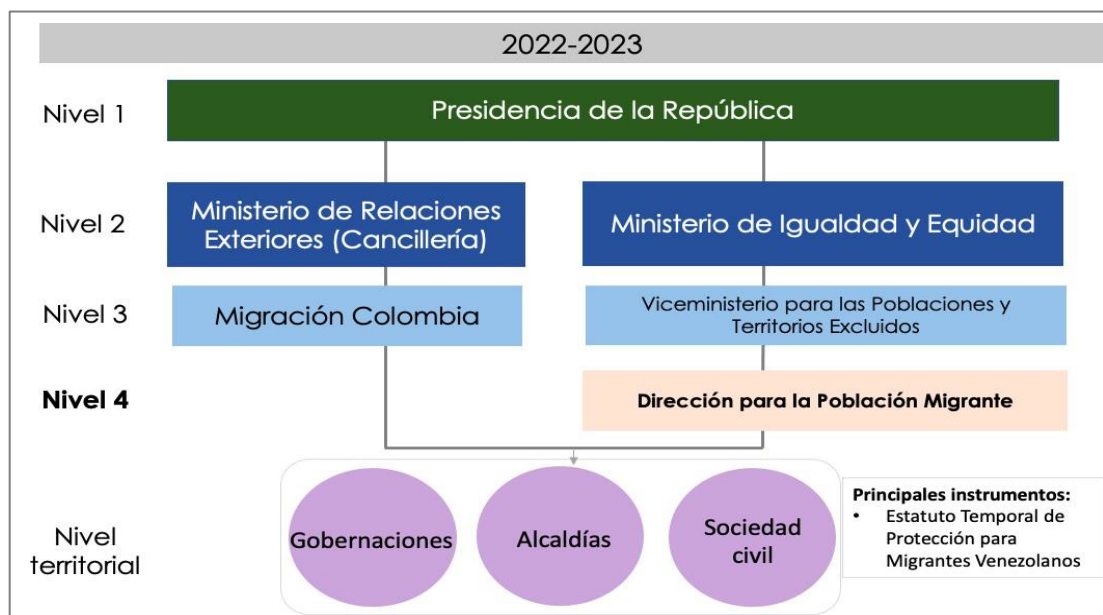 2022-2023
Nivel 1
Presidencia de la República
Nivel 2
Ministerio de Relaciones
Exteriores (Cancillería)
Ministerio de Igualdad y Equidad
Nivel 3
Migración Colombia
Viceministerio para las Poblaciones y
Territorios Excluidos
Nivel 4
Dirección para la Población Migrante
Nivel
territorial
Gobernaciones
Alcaldías
Sociedad
civil
Principales instrumentos:
• Estatuto Temporal de
Protección para
Migrantes Venezolanos